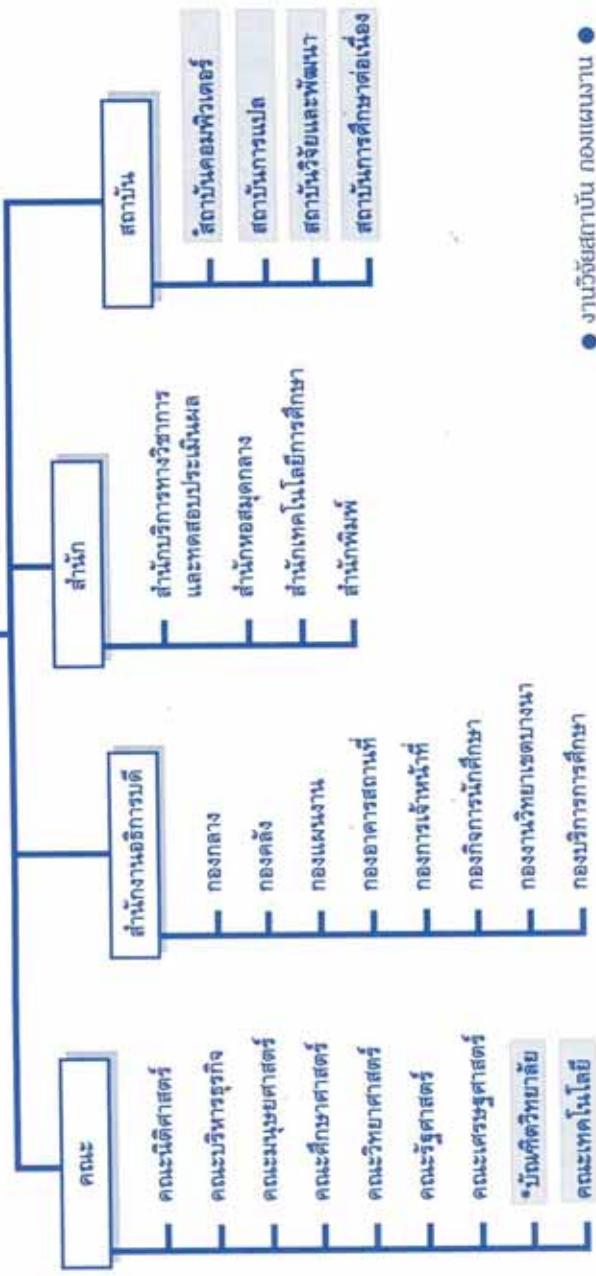 คณะ
คณะนิติศาสตร์
คณะบริหารธุรกิจ
คณะมนุษยศาสตร์
คณะศึกษาศาสตร์
คณะวิทยาศาสตร์
คณะรัฐศาสตร์
คณะเศรษฐศาสตร์
*บัณฑิตวิทยาลัย
คณะเทคโนโลยี
สำนักงานอธิการบดี
กองกลาง
กองคลัง
กองแผนงาน
กองอาคารสถานที่
กองการเจ้าหน้าที่
กองกิจการนักศึกษา
กองงานวิทยาเขตบางนา
กองบริการการศึกษา
สำนัก
สำนักบริการทางวิชาการ
และทดสอบประเมินผล
สำนักหอสมุดกลาง
สำนักเทคโนโลยีการศึกษา
สำนักพิมพ์
สถาบัน
*สถาบันคอมพิวเตอร์
สถาบันการแปล
สถาบันวิจัยและพัฒนา
สถาบันการศึกษาต่อเนื่อง
● งานวิจัยสถาบัน กองแผนงาน ●